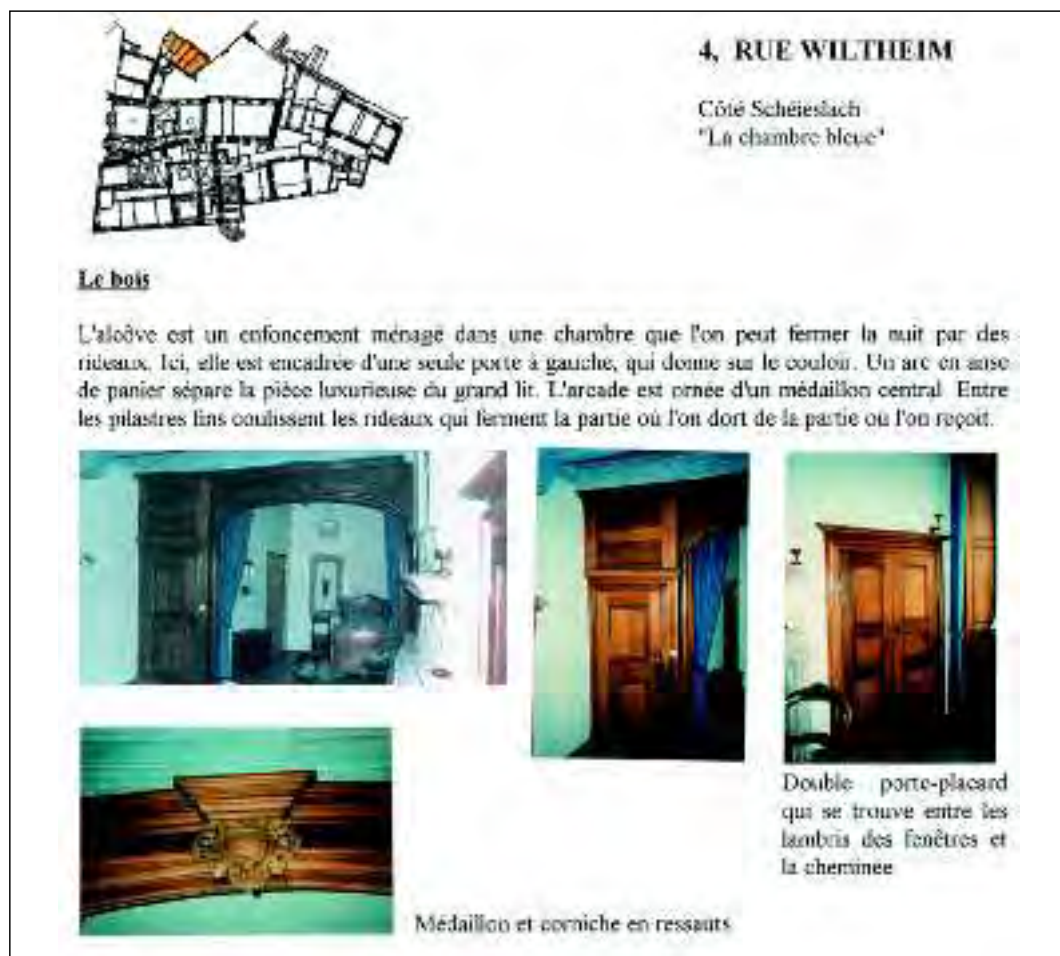 4, RUE WILTHEIM
Côté Schéieslach
"La chambre bleue"
Le bois
L'alcôve est un enfoncement ménagé dans une chambre que l'on peut fermer la nuit par des
rideaux. Ici, elle est encadrée d'une seule porte à gauche, qui donne sur le couloir. Un arc en anse
de panier sépare la pièce luxurieuse du grand lit. L'arcade est ornée d'un médaillon central. Entre
les pilastres fins coulissent les rideaux qui ferment la partie où l'on dort de la partie où l'on reçoit.
Double porte-placard
qui se trouve entre les
lambris des fenêtres et
la cheminée
Médaillon et corniche en ressauts